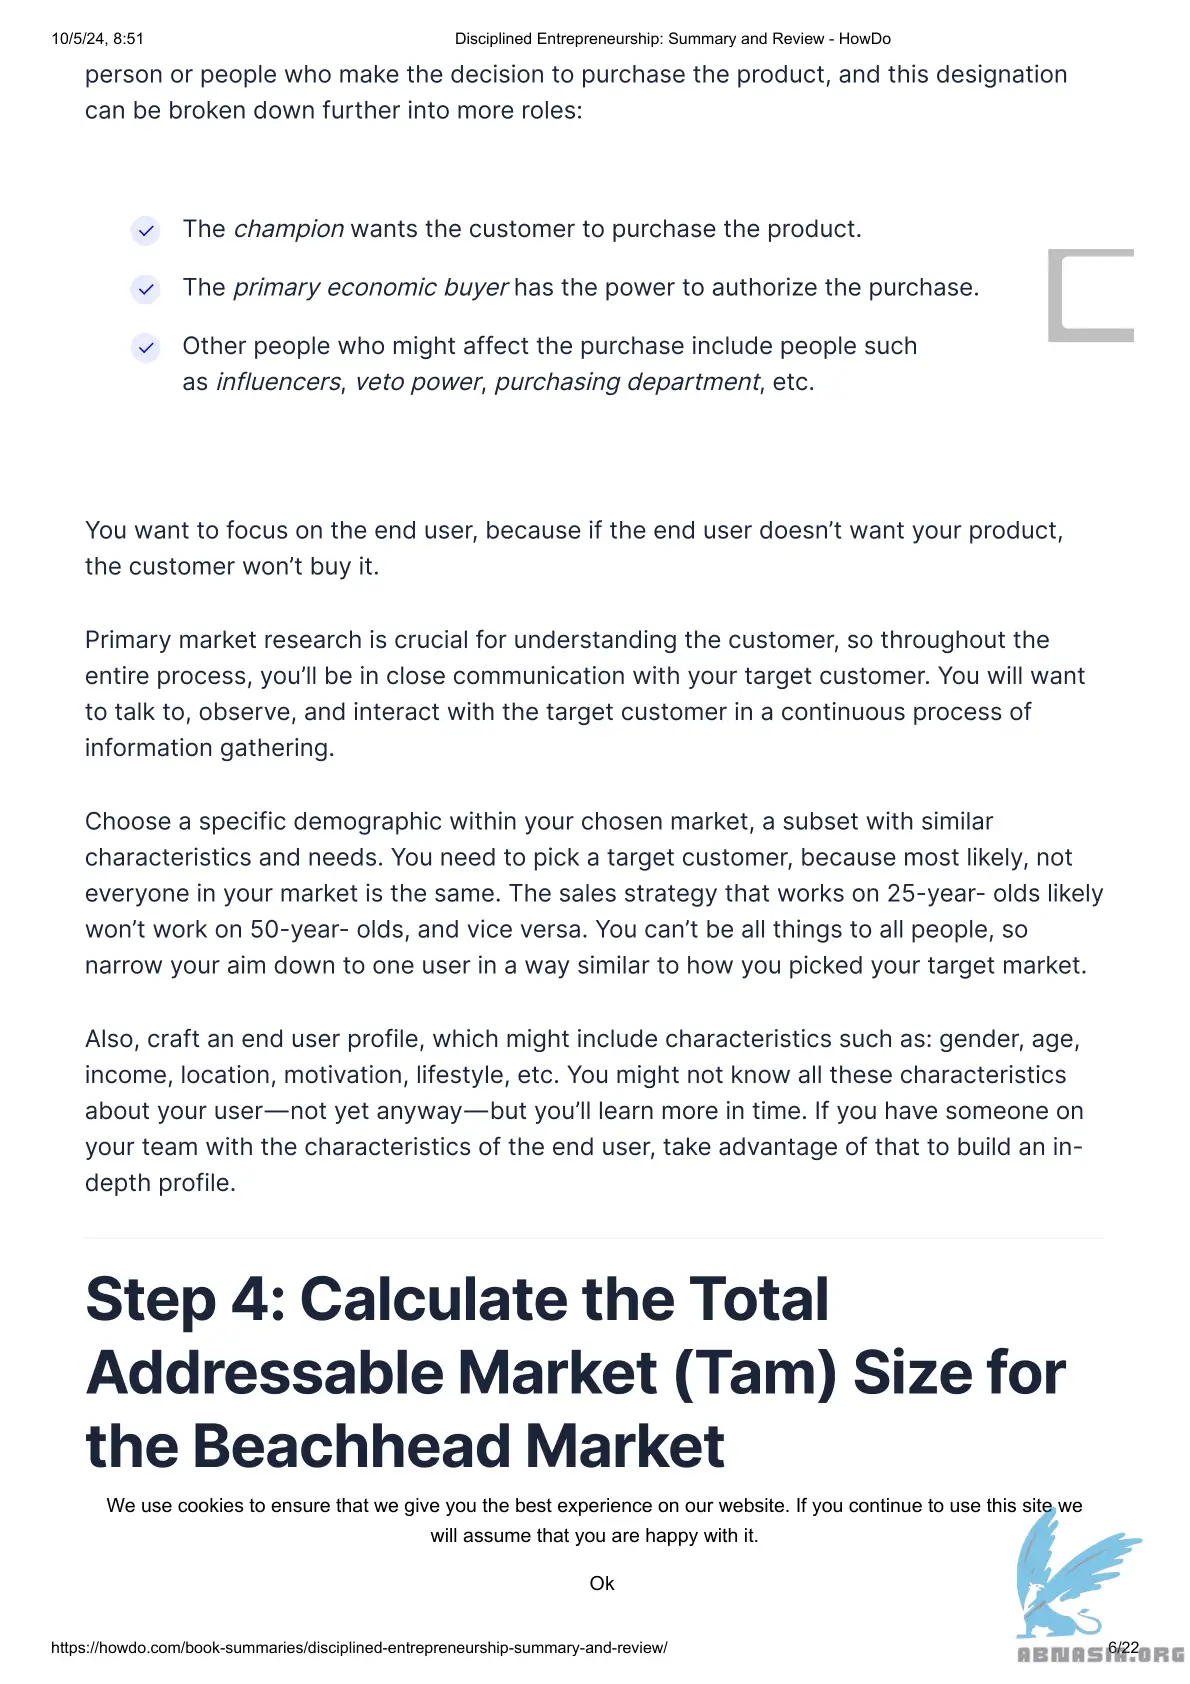 10/5/24, 8:51
Disciplined Entrepreneurship: Summary and Review - HowDo
person or people who make the decision to purchase the product, and this designation
can be broken down further into more roles:
The champion wants the customer to purchase the product.
The primary economic buyer has the power to authorize the purchase.
Other people who might affect the purchase include people such
as influencers, veto power, purchasing department, etc.
You want to focus on the end user, because if the end user doesn’t want your product,
the customer won’t buy it.
Primary market research is crucial for understanding the customer, so throughout the
entire process, you’ll be in close communication with your target customer. You will want
to talk to, observe, and interact with the target customer in a continuous process of
information gathering.
Choose a specific demographic within your chosen market, a subset with similar
characteristics and needs. You need to pick a target customer, because most likely, not
everyone in your market is the same. The sales strategy that works on 25-year- olds likely
won’t work on 50-year- olds, and vice versa. You can’t be all things to all people, so
narrow your aim down to one user in a way similar to how you picked your target market.
Also, craft an end user profile, which might include characteristics such as: gender, age,
income, location, motivation, lifestyle, etc. You might not know all these characteristics
about your user—not yet anyway—but you’ll learn more in time. If you have someone on
your team with the characteristics of the end user, take advantage of that to build an in-
depth profile.
Step 4: Calculate the Total
Addressable Market (Tam) Size for
the Beachhead Market
We use cookies to ensure that we give you the best experience on our website. If you continue to use this site we
will assume that you are happy with it.
Ok
https://howdo.com/book-summaries/disciplined-entrepreneurship-summary-and-review/
6/22
ABNASIA.ORG